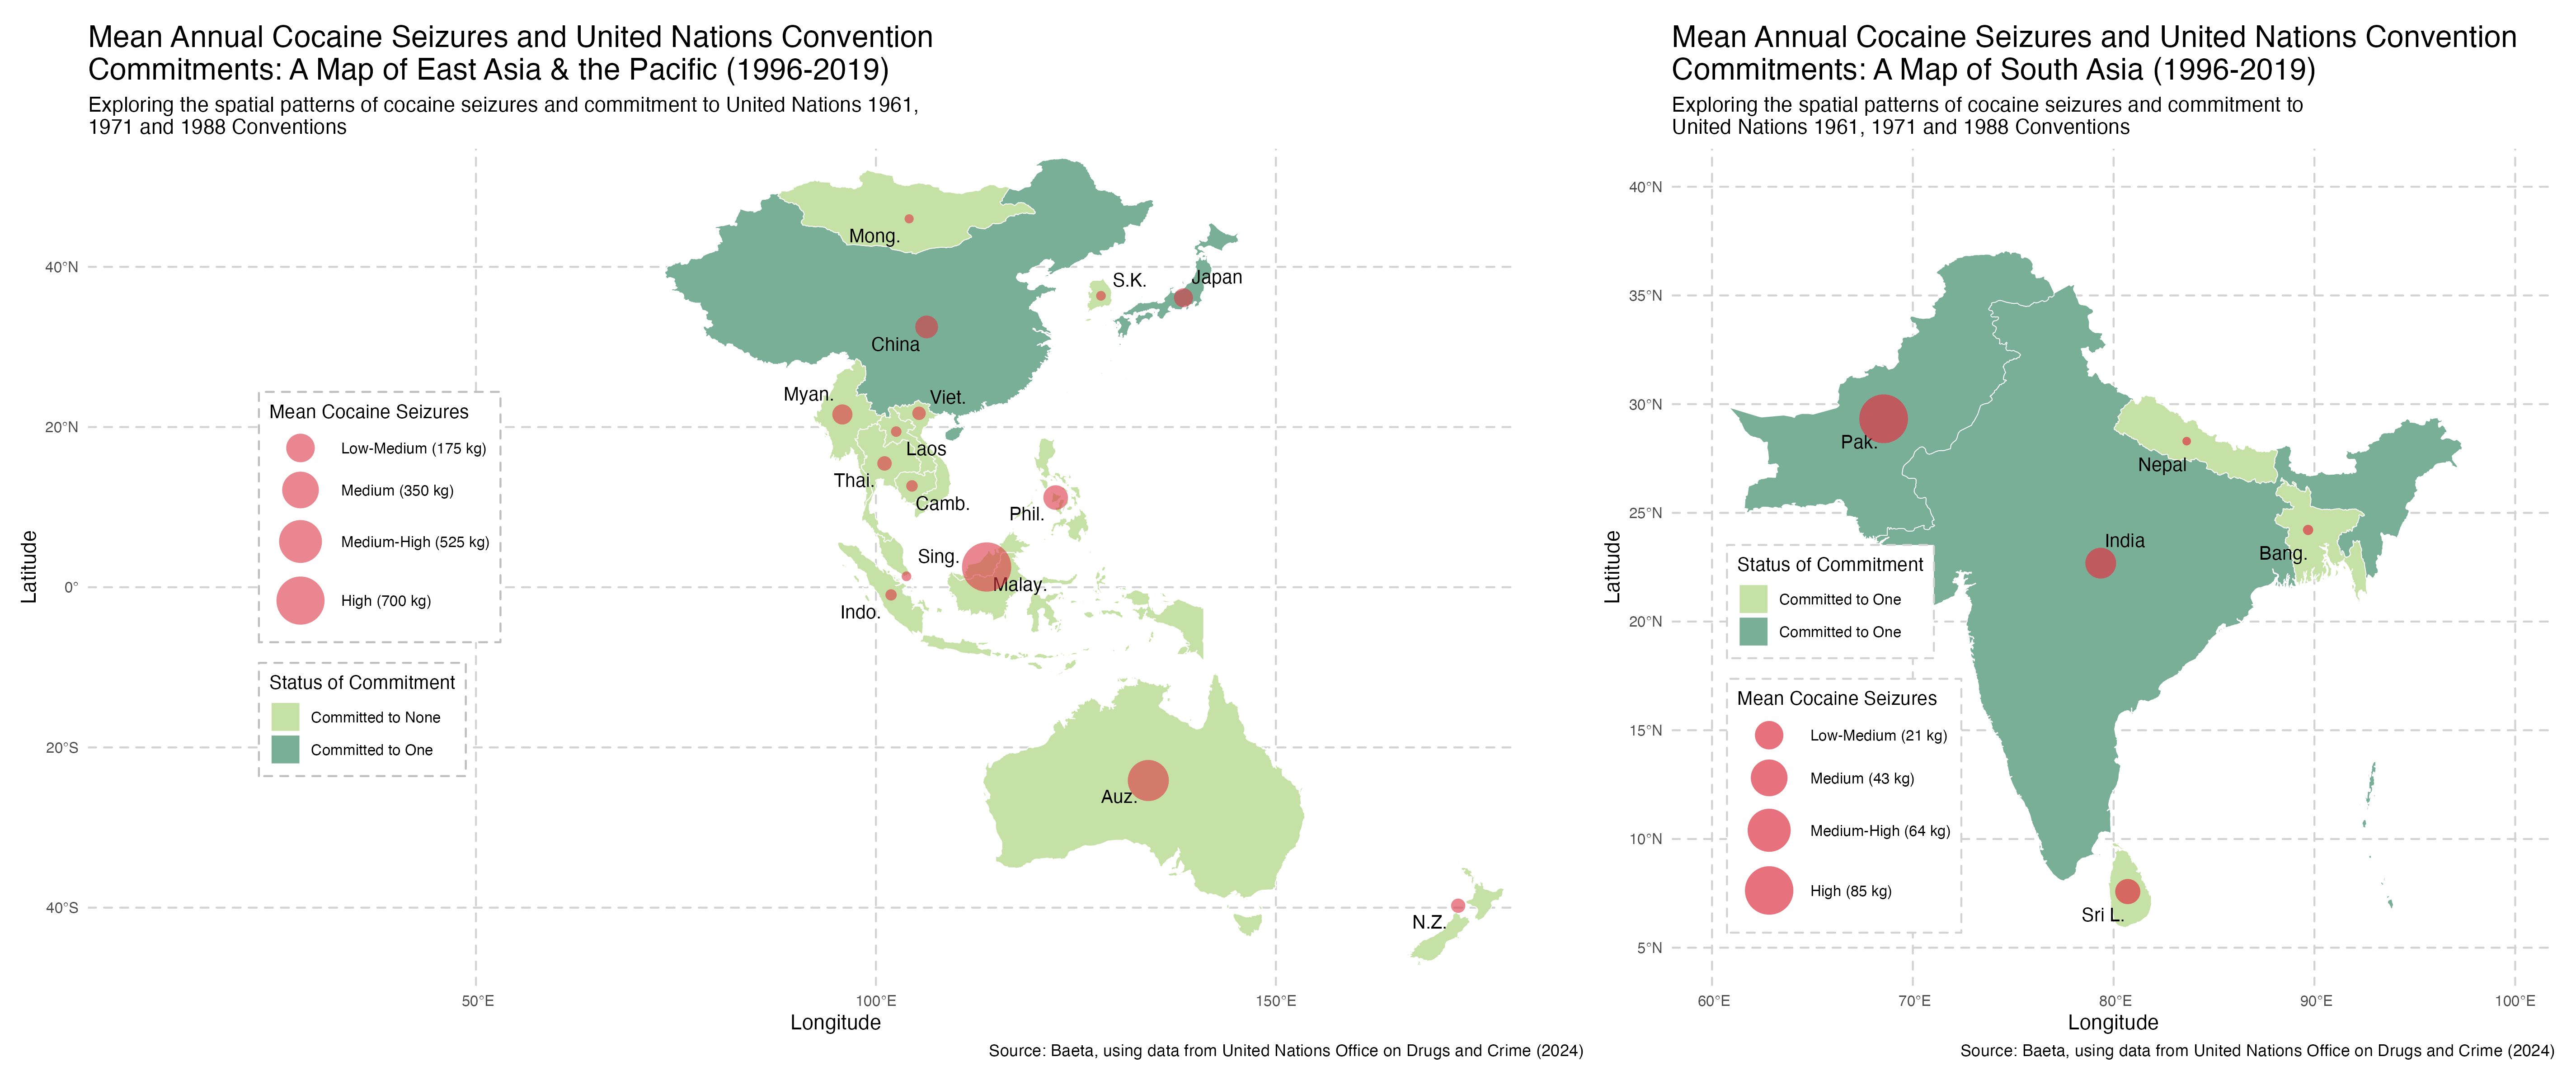 Mean Annual Cocaine Seizures and United Nations Convention
Commitments: A Map of East Asia & the Pacific (1996-2019)
Exploring the spatial patterns of cocaine seizures and commitment to United Nations 1961,
1971 and 1988 Conventions
40°N
20°N
0°
20°S
40°S
Latitude
Mong.
S.K.
Japan
China
Myan.
Viet.
Laos
Thai.
Camb.
Phil.
Sing.
Malay.
Indo.
Auz.
N.Z.
Mean Cocaine Seizures
Low-Medium (175 kg)
Medium (350 kg)
Medium-High (525 kg)
High (700 kg)
Status of Commitment
Committed to None
Committed to One
50°E
100°E
150°E
Longitude
Source: Baeta, using data from United Nations Office on Drugs and Crime (2024)
Mean Annual Cocaine Seizures and United Nations Convention
Commitments: A Map of South Asia (1996-2019)
Exploring the spatial patterns of cocaine seizures and commitment to
United Nations 1961, 1971 and 1988 Conventions
40°N
35°N
30°N
25°N
20°N
15°N
10°N
5°N
Latitude
Pak.
Nepal
India
Bang.
Sri L.
Status of Commitment
Committed to One
Committed to One
Mean Cocaine Seizures
Low-Medium (21 kg)
Medium (43 kg)
Medium-High (64 kg)
High (85 kg)
60°E
70°E
80°E
90°E
100°E
Longitude
Source: Baeta, using data from United Nations Office on Drugs and Crime (2024)